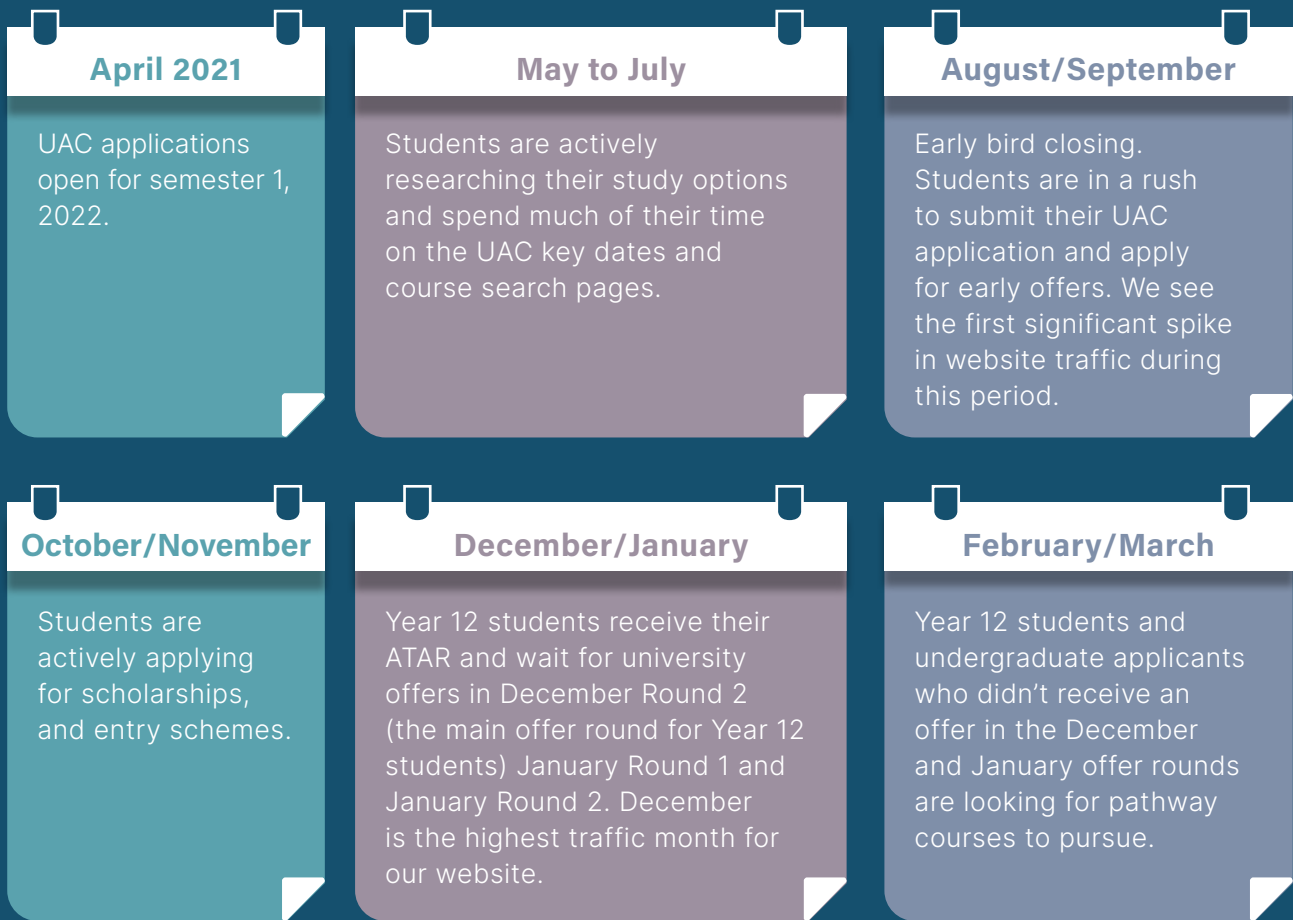 April 2021
UAC applications
open for semester 1,
2022.
May to July
Students are actively
researching their study options
and spend much of their time
on the UAC key dates and
course search pages.
August/September
Early bird closing.
Students are in a rush
to submit their UAC
application and apply
for early offers. We see
the first significant spike
in website traffic during
this period.
October/November
Students are
actively applying
for scholarships,
and entry schemes.
December/January
Year 12 students receive their
ATAR and wait for university
offers in December Round 2
(the main offer round for Year 12
students) January Round 1 and
January Round 2. December
is the highest traffic month for
our website.
February/March
Year 12 students and
undergraduate applicants
who didn’t receive an
offer in the December
and January offer rounds
are looking for pathway
courses to pursue.